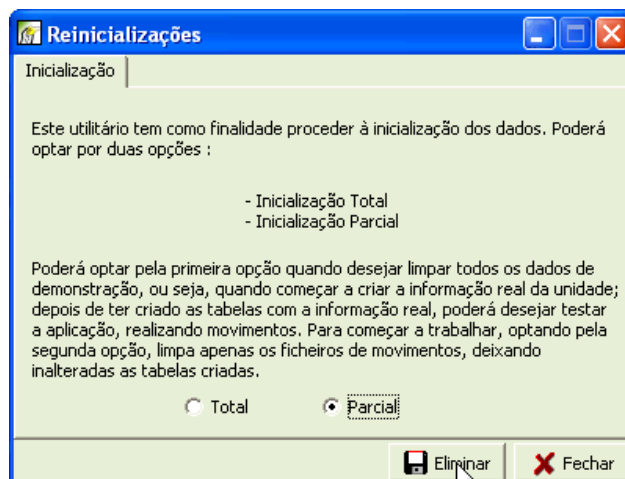 Reinicializações
Inicialização
Este utilitário tem como finalidade proceder à inicialização dos dados. Poderá
optar por duas opções :
- Inicialização Total
- Inicialização Parcial
Poderá optar pela primeira opção quando desejar limpar todos os dados de
demonstração, ou seja, quando começar a criar a informação real da unidade;
depois de ter criado as tabelas com a informação real, poderá desejar testar
a aplicação, realizando movimentos. Para começar a trabalhar, optando pela
segunda opção, limpa apenas os ficheiros de movimentos, deixando
inalteradas as tabelas criadas.
Total Parcial
Eliminar Fechar